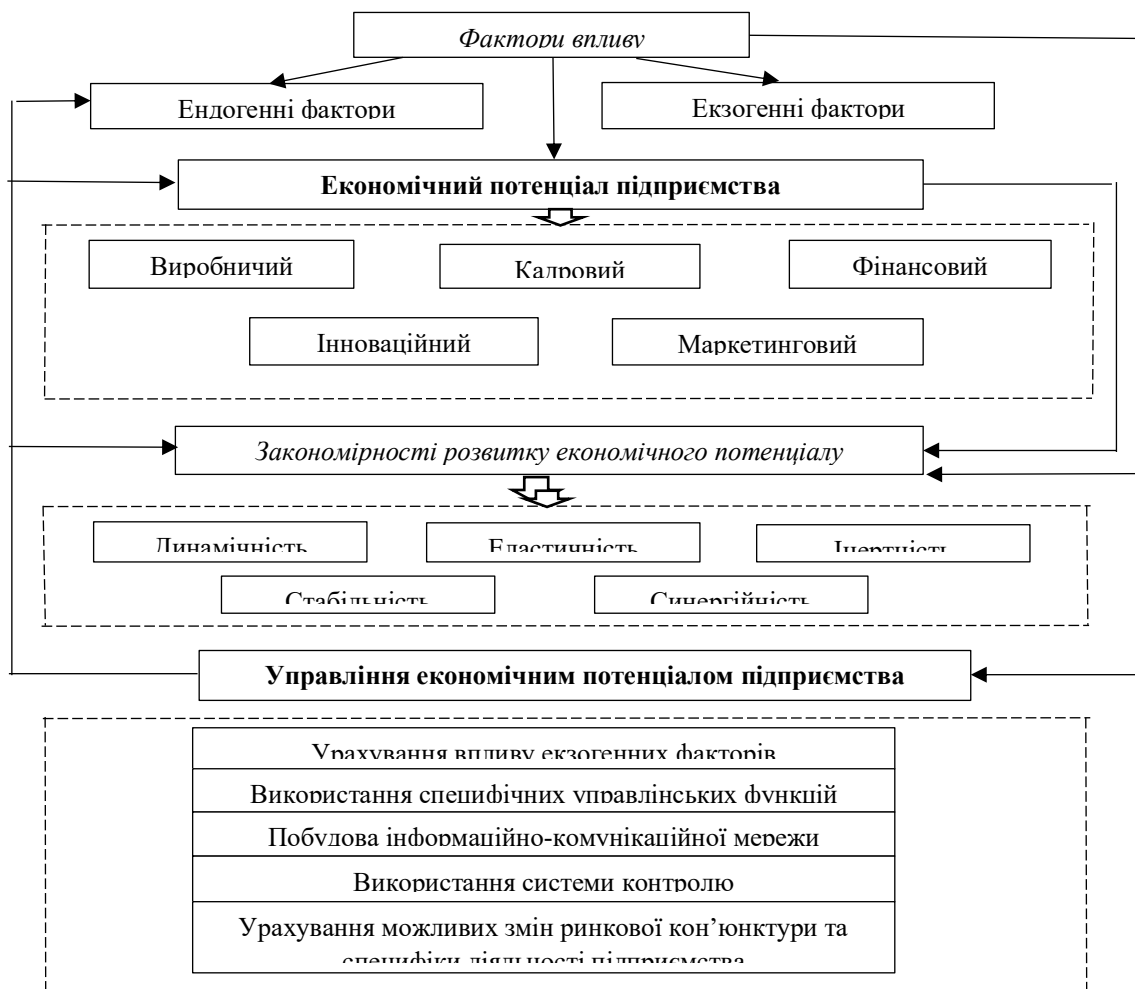 Фактори впливу
Ендогенні фактори
Екзогенні фактори
Економічний потенціал підприємства
Виробничий
Кадровий
Фінансовий
Інноваційний
Маркетинговий
Закономірності розвитку економічного потенціалу
Динамічність
Еластичність
Інертність
Стабільність
Синергійність
Управління економічним потенціалом підприємства
Урахування впливу екзогенних факторів
Використання специфічних управлінських функцій
Побудова інформаційно-комунікаційної мережи
Використання системи контролю
Урахування можливих змін ринкової кон’юнктури та
специфіки діяльності підприємства